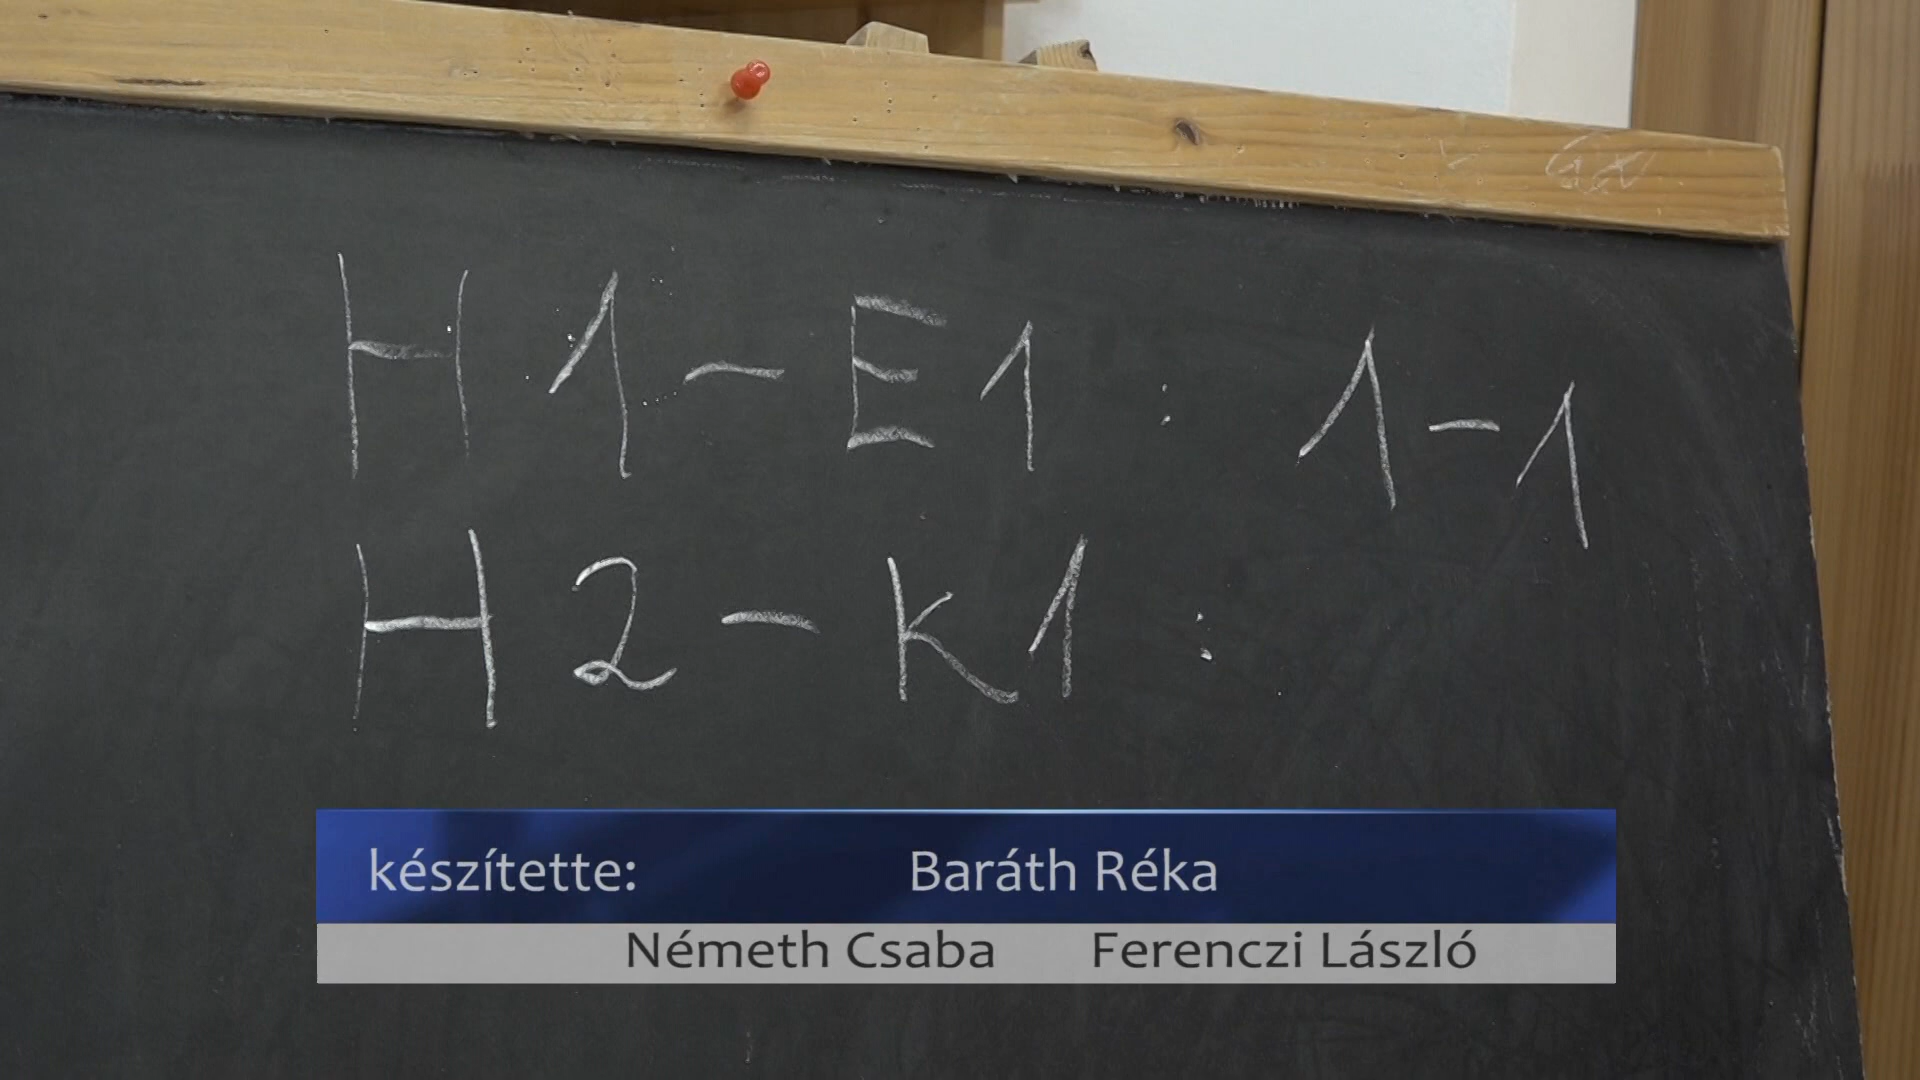 H1 - E1 : 1 - 1
H2 - K1 :
készítette: Baráth Réka
Németh Csaba Ferenczi László